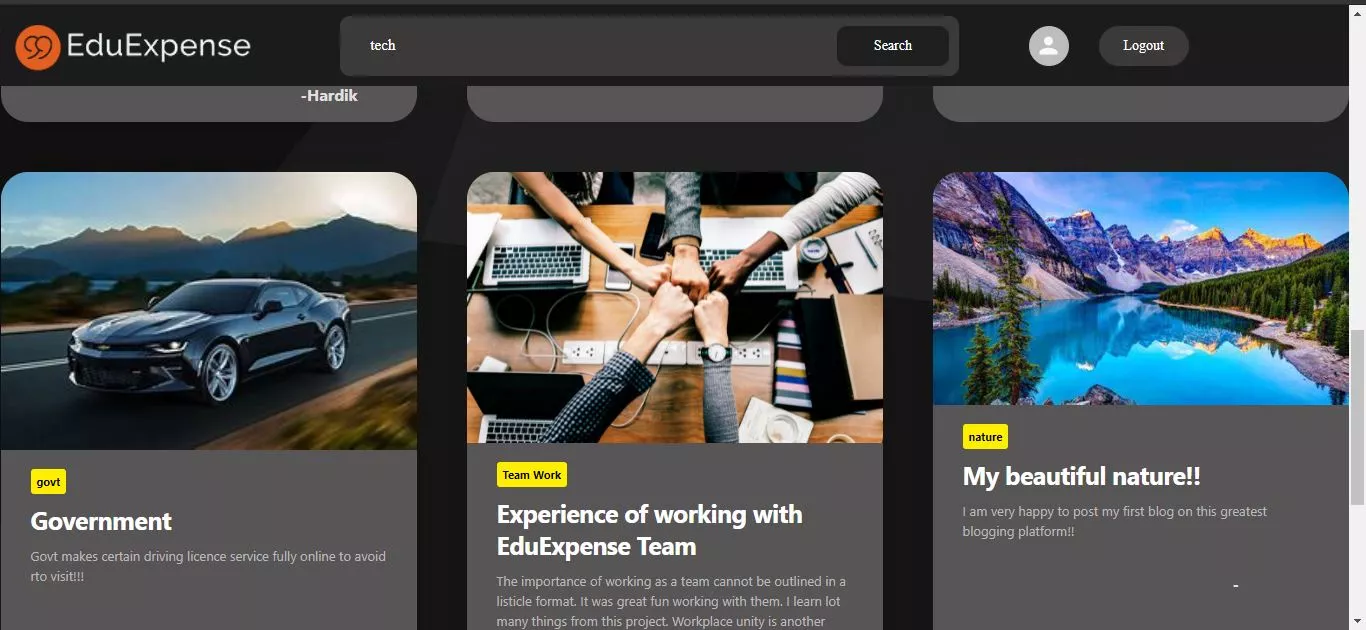 EduExpense
tech
Search
Logout
-Hardik
govt
Government
Govt makes certain driving licence service fully online to avoid
rto visit!!!
Team Work
Experience of working with
EduExpense Team
The importance of working as a team cannot be outlined in a
listicle format. It was great fun working with them. I learn lot
many things from this project. Workplace unity is another
nature
My beautiful nature!!
I am very happy to post my first blog on this greatest
blogging platform!!
-